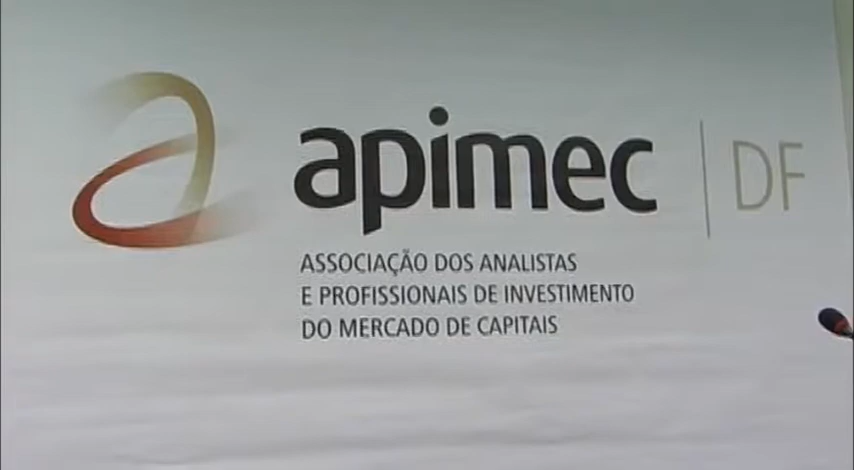 apimec | DF
ASSOCIAÇÃO DOS ANALISTAS
E PROFISSIONAIS DE INVESTIMENTO
DO MERCADO DE CAPITAIS